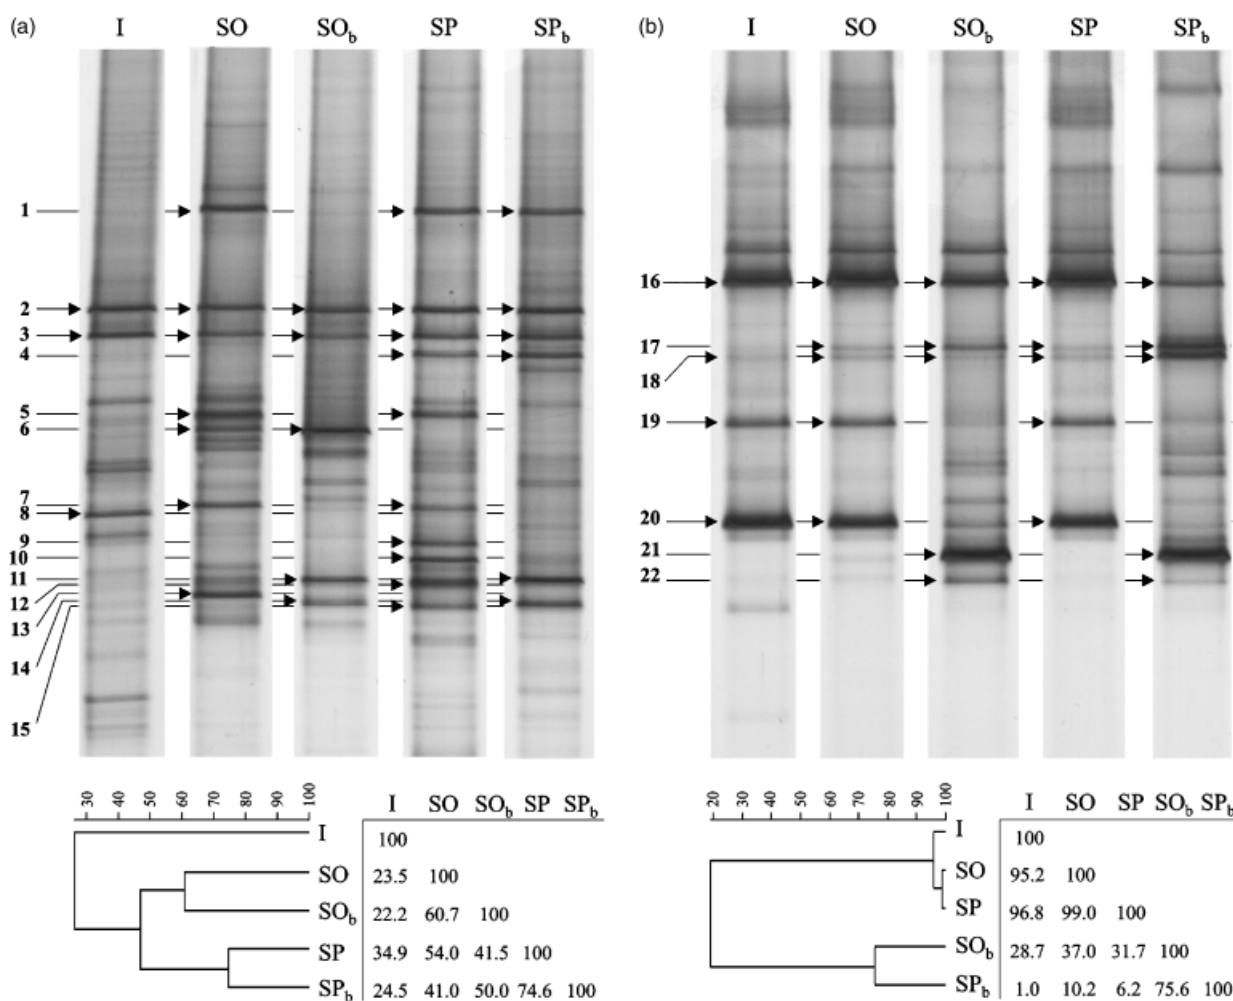 (a) I SO SOb SP SPb
1
2
3
4
5
6
7
8
9
10
11
12
13
14
15
30 40 50 60 70 80 90 100
I SO SOb SP SPb
I 100
SO 23.5 100
SOb 22.2 60.7 100
SP 34.9 54.0 41.5 100
SPb 24.5 41.0 50.0 74.6 100
(b) I SO SOb SP SPb
16
17
18
19
20
21
22
20 30 40 50 60 70 80 90 100
I SO SP SOb SPb
I 100
SO 95.2 100
SP 96.8 99.0 100
SOb 28.7 37.0 31.7 100
SPb 1.0 10.2 6.2 75.6 100